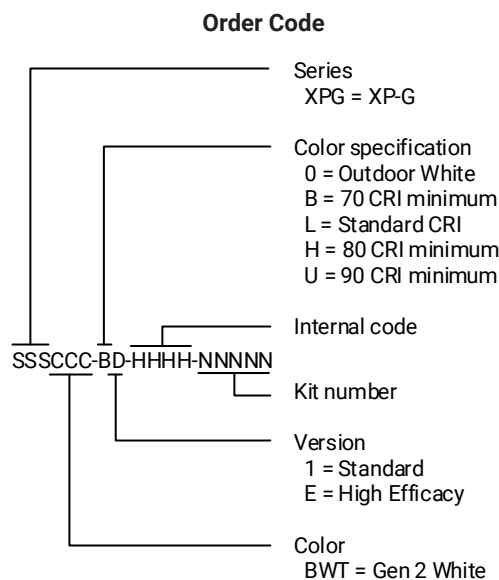 Order Code
Series
XPG = XP-G
Color specification
0 = Outdoor White
B = 70 CRI minimum
L = Standard CRI
H = 80 CRI minimum
U = 90 CRI minimum
Internal code
SSSCCC-BD-HHHH-NNNNN
Kit number
Version
1 = Standard
E = High Efficacy
Color
BWT = Gen 2 White